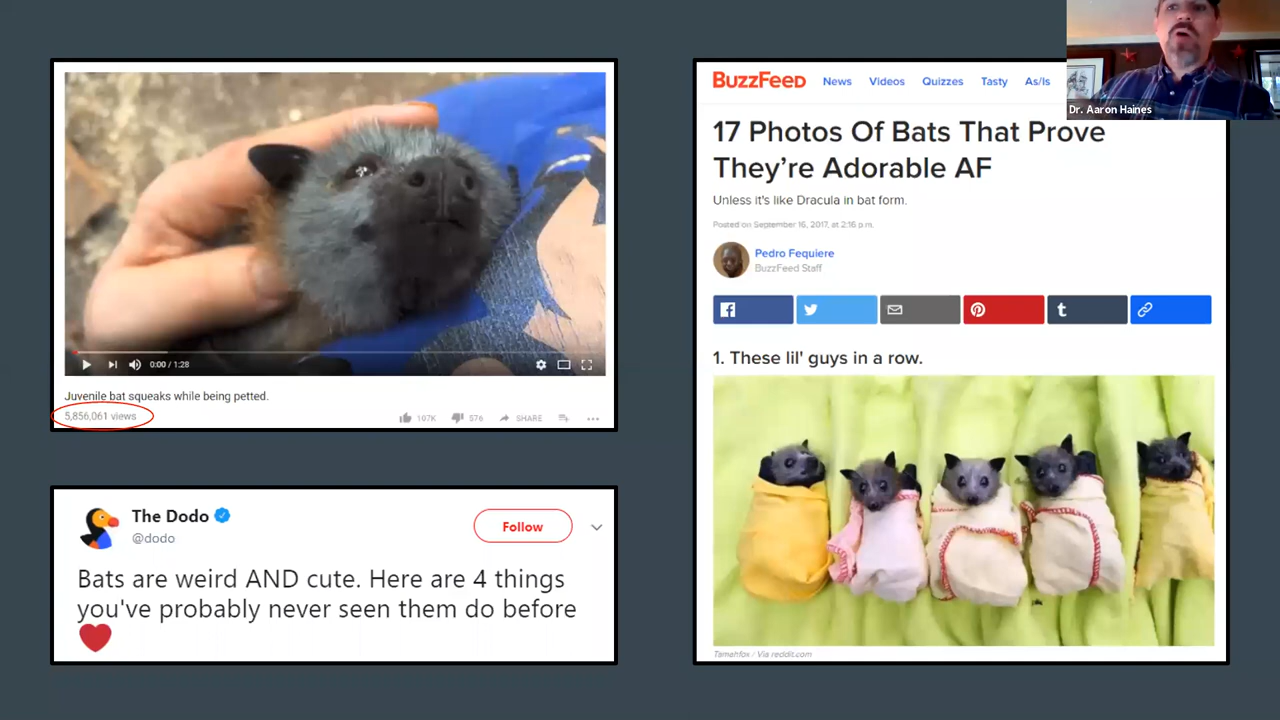 0:00 / 1:28
Juvenile bat squeaks while being petted.
5,856,061 views
107K
576
SHARE
The Dodo
@dodo
Follow
Bats are weird AND cute. Here are 4 things
you've probably never seen them do before
BuzzFeed
News
Videos
Quizzes
Tasty
As/Is
17 Photos Of Bats That Prove
They're Adorable AF
Unless it's like Dracula in bat form.
Posted on September 16, 2017, at 2:16 p.m.
Pedro Fequiere
BuzzFeed Staff
1. These lil' guys in a row.
Tamahfox / Via reddit.com
Dr. Aaron Haines